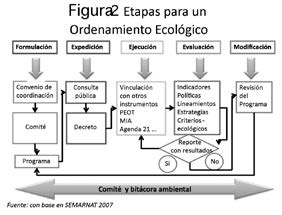 Figura2 Etapas para un
Ordenamiento Ecológico
Formulación
Expedición
Ejecución
Evaluación
Modificación
Convenio de
coordinación
Comité
Programa
Consulta
pública
Decreto
Vinculación
con otros
instrumentos
PEOT
MIA
Agenda 21 ...
Indicadores
Políticas
Lineamientos
Estrategias
Criterios -
ecológicos
Reporte
con resultados
Sí
No
Revisión
del
Programa
Comité y bitácora ambiental
Fuente: con base en SEMARNAT 2007